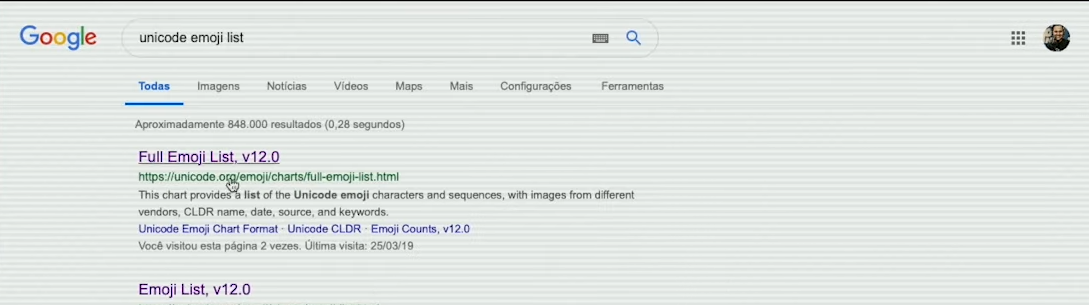 Google
unicode emoji list
Todas Imagens Notícias Vídeos Maps Mais Configurações Ferramentas
Aproximadamente 848.000 resultados (0,28 segundos)
Full Emoji List, v12.0
https://unicode.org/emoji/charts/full-emoji-list.html
This chart provides a list of the Unicode emoji characters and sequences, with images from different
vendors, CLDR name, date, source, and keywords.
Unicode Emoji Chart Format · Unicode CLDR · Emoji Counts, v12.0
Você visitou esta página 2 vezes. Última visita: 25/03/19
Emoji List, v12.0